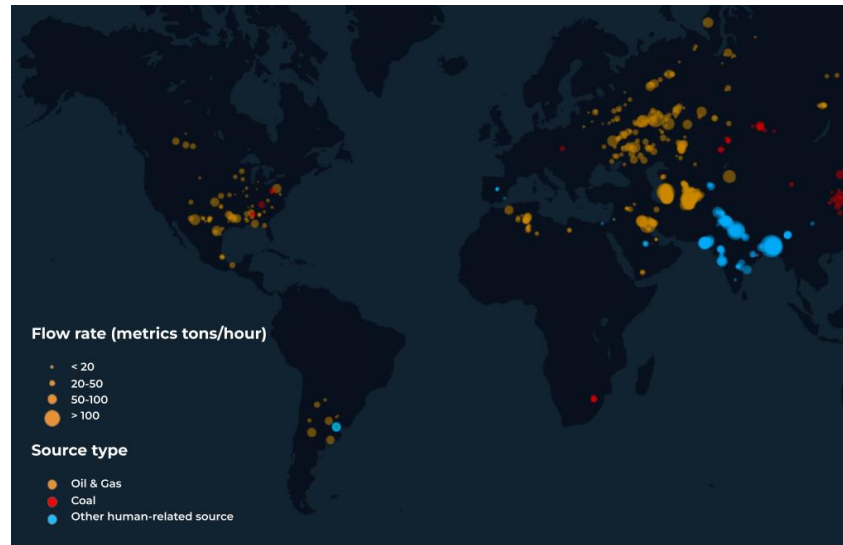 Flow rate (metrics tons/hour)
< 20
20-50
50-100
> 100
Source type
Oil & Gas
Coal
Other human-related source